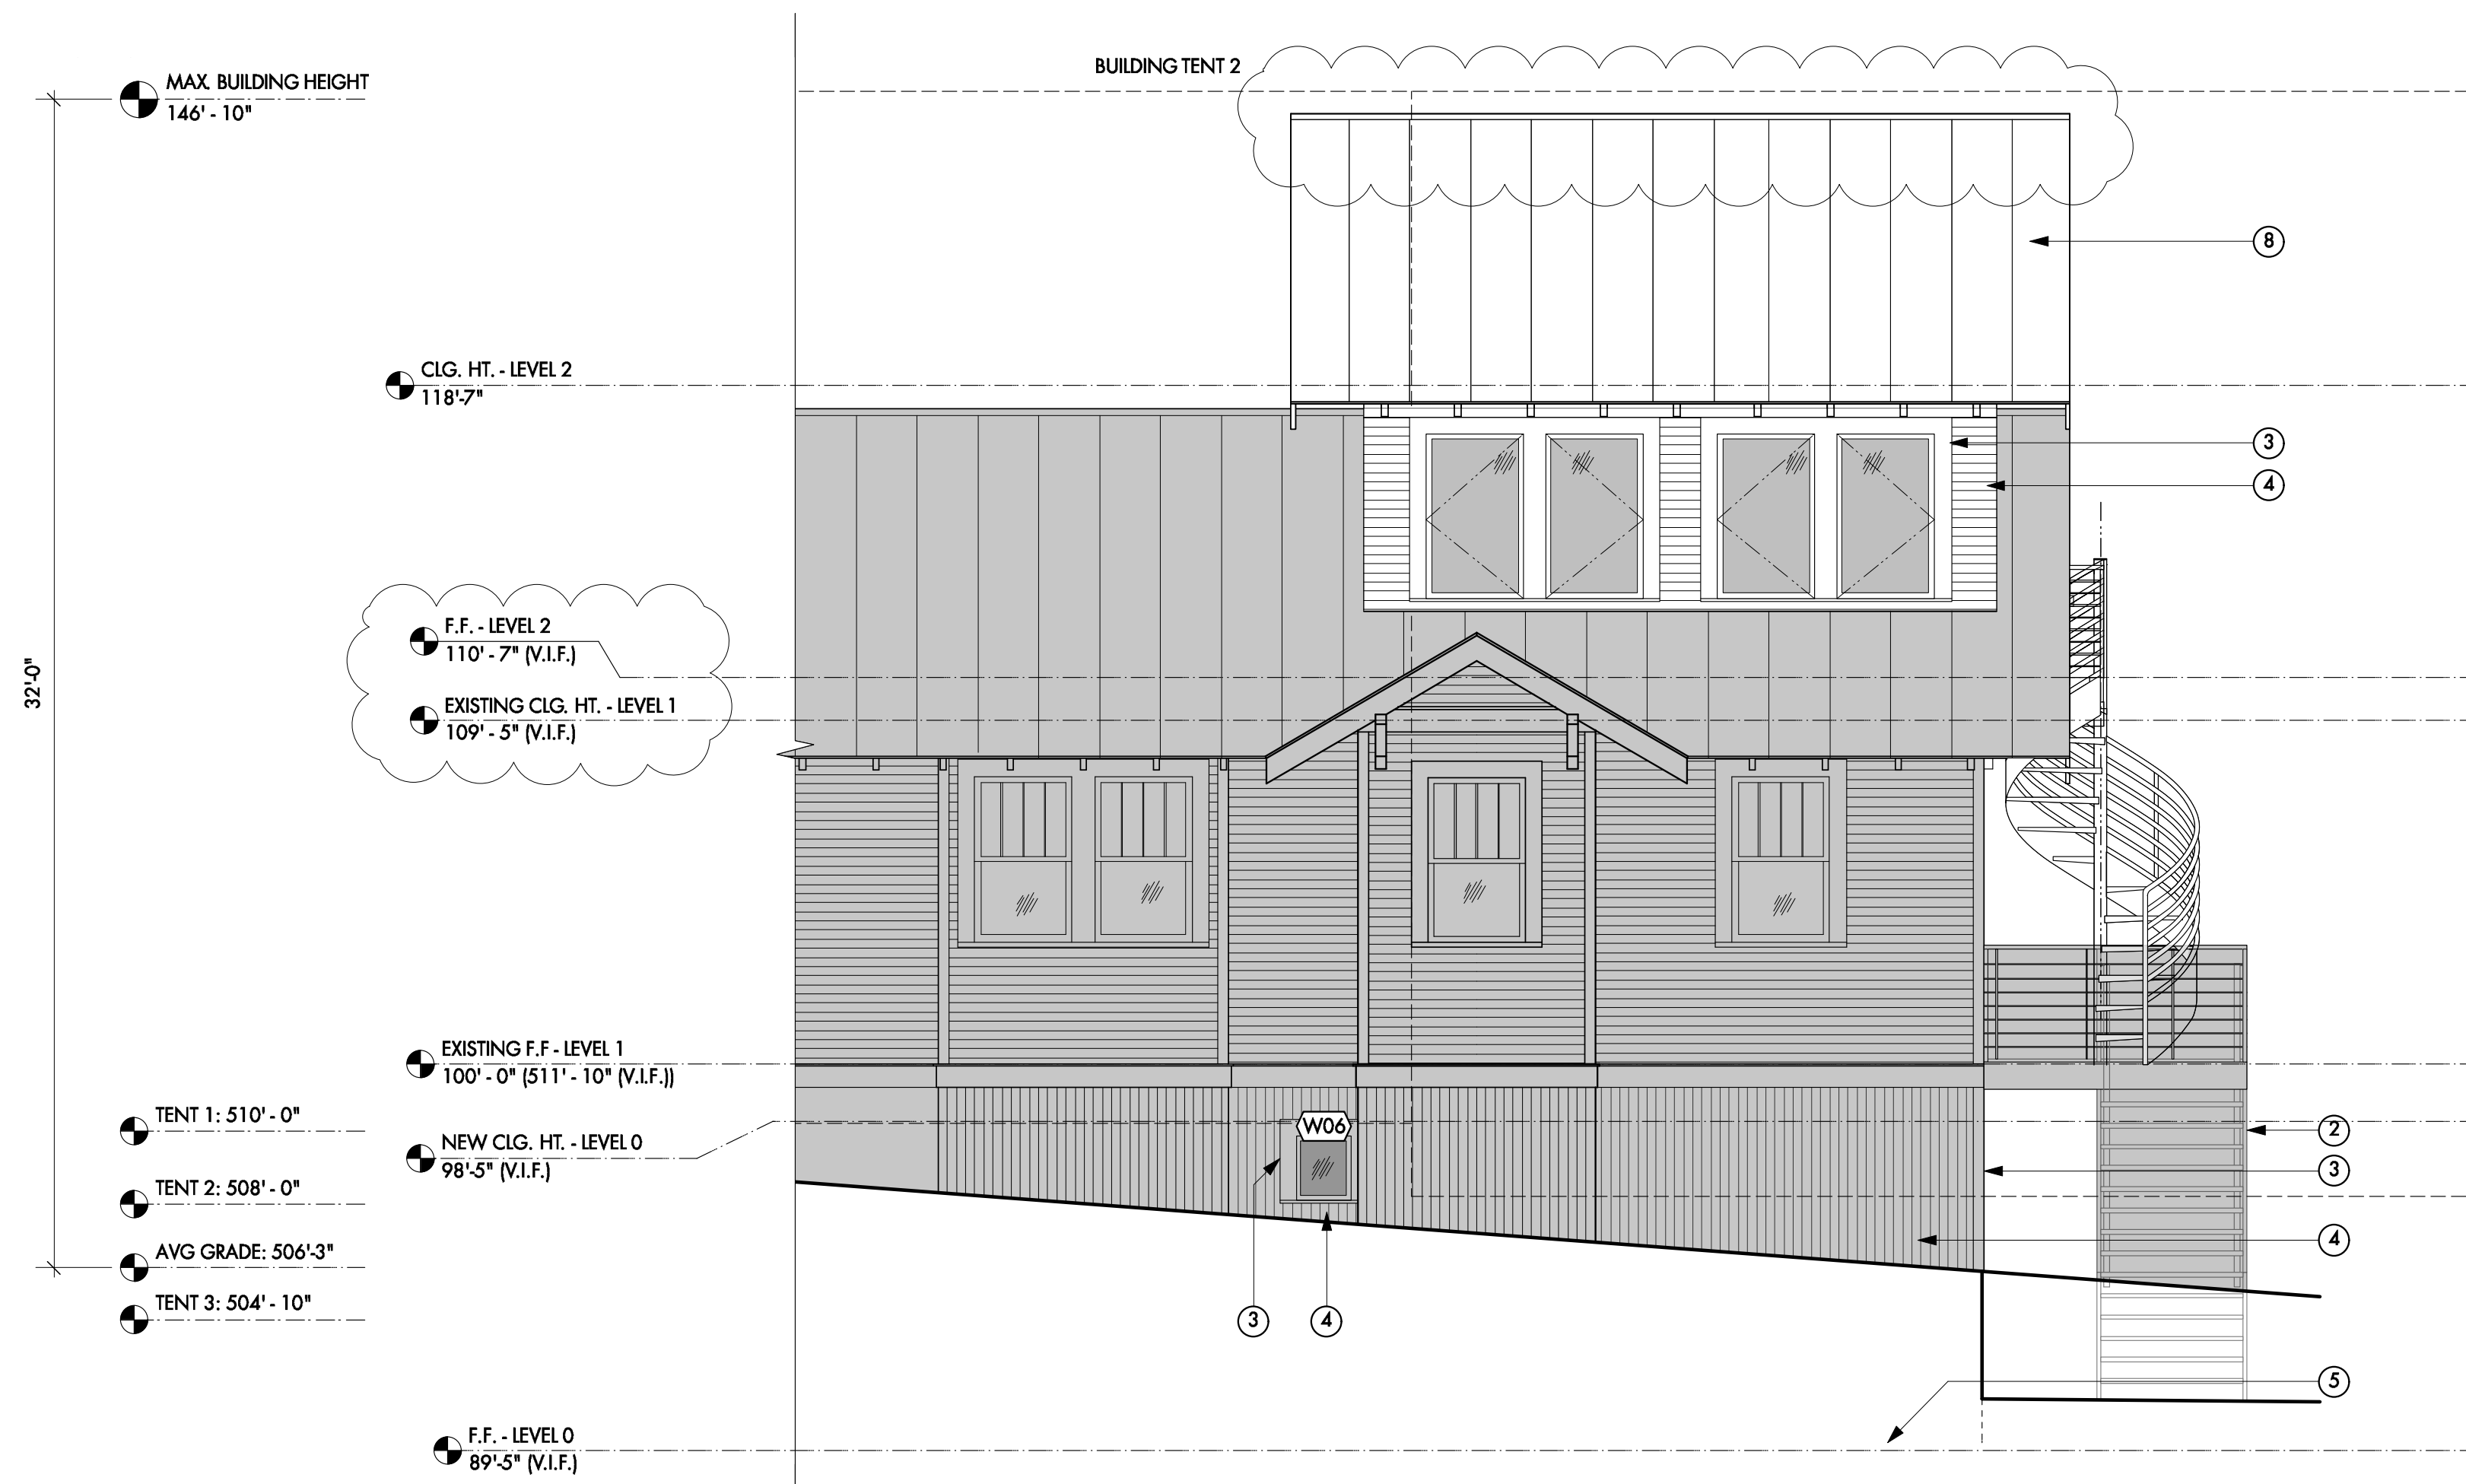 BUILDING TENT 2
MAX. BUILDING HEIGHT
146' - 10"
8
CLG. HT. - LEVEL 2
118'-7"
3
4
F.F. - LEVEL 2
110' - 7" (V.I.F.)
32'-0"
EXISTING CLG. HT. - LEVEL 1
109' - 5" (V.I.F.)
EXISTING F.F - LEVEL 1
100' - 0" (511' - 10" (V.I.F.))
TENT 1: 510' - 0"
W06
2
NEW CLG. HT. - LEVEL 0
98'-5" (V.I.F.)
3
TENT 2: 508' - 0"
4
AVG GRADE: 506'-3"
TENT 3: 504' - 10"
3
4
5
F.F. - LEVEL 0
89'-5" (V.I.F.)